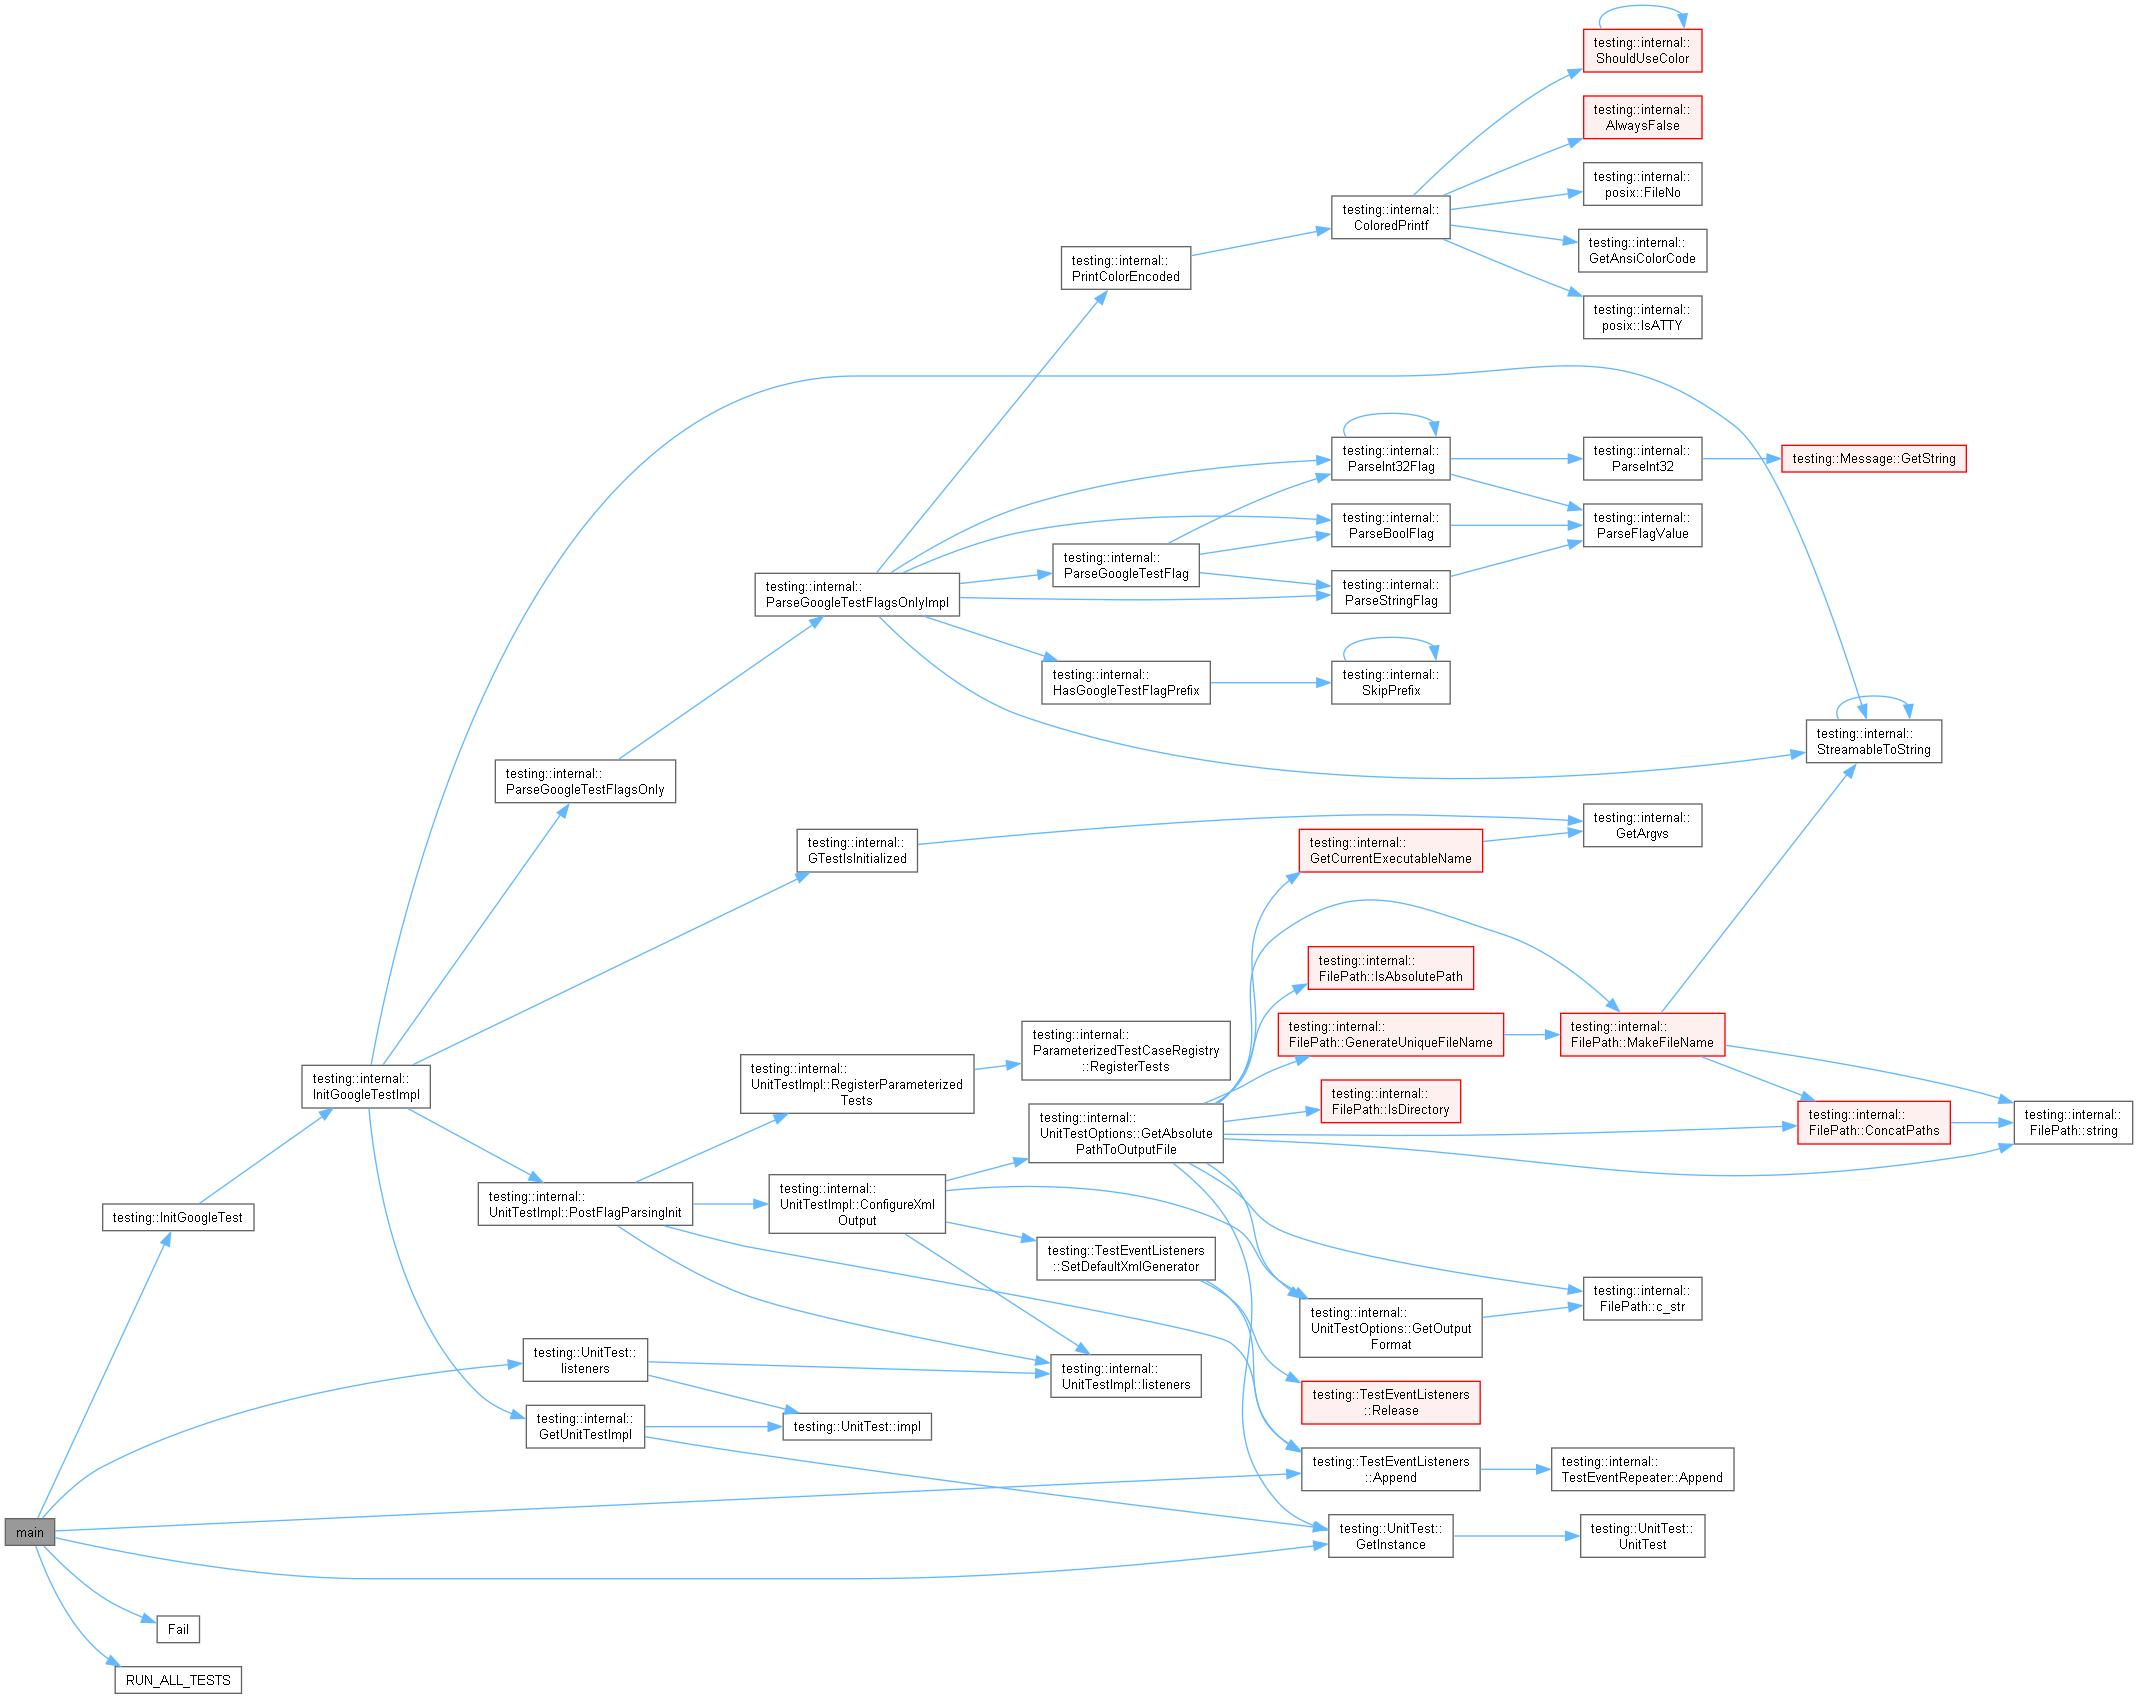 testing::internal::
ShouldUseColor
testing::internal::
AlwaysFalse
testing::internal::
posix::FileNo
testing::internal::
ColoredPrintf
testing::internal::
GetAnsiColorCode
testing::internal::
PrintColorEncoded
testing::internal::
posix::IsATTY
testing::internal::
ParseInt32Flag
testing::internal::
ParseInt32
testing::Message::GetString
testing::internal::
ParseBoolFlag
testing::internal::
ParseFlagValue
testing::internal::
ParseGoogleTestFlag
testing::internal::
ParseGoogleTestFlagsOnlyImpl
testing::internal::
ParseStringFlag
testing::internal::
HasGoogleTestFlagPrefix
testing::internal::
SkipPrefix
testing::internal::
StreamableToString
testing::internal::
ParseGoogleTestFlagsOnly
testing::internal::
GetArgvs
testing::internal::
GTestIsInitialized
testing::internal::
GetCurrentExecutableName
testing::internal::
FilePath::IsAbsolutePath
testing::internal::
FilePath::GenerateUniqueFileName
testing::internal::
FilePath::MakeFileName
testing::internal::
ParameterizedTestCaseRegistry
::RegisterTests
testing::internal::
InitGoogleTestImpl
testing::internal::
UnitTestImpl::RegisterParameterized
Tests
testing::internal::
FilePath::IsDirectory
testing::internal::
UnitTestOptions::GetAbsolute
PathToOutputFile
testing::internal::
FilePath::ConcatPaths
testing::internal::
FilePath::string
testing::InitGoogleTest
testing::internal::
UnitTestImpl::PostFlagParsingInit
testing::internal::
UnitTestImpl::ConfigureXml
Output
testing::TestEventListeners
::SetDefaultXmlGenerator
testing::internal::
FilePath::c_str
testing::internal::
UnitTestOptions::GetOutput
Format
testing::UnitTest::
listeners
testing::internal::
UnitTestImpl::listeners
testing::TestEventListeners
::Release
testing::internal::
GetUnitTestImpl
testing::UnitTest::impl
testing::TestEventListeners
::Append
testing::internal::
TestEventRepeater::Append
main
testing::UnitTest::
GetInstance
testing::UnitTest::
UnitTest
Fail
RUN_ALL_TESTS